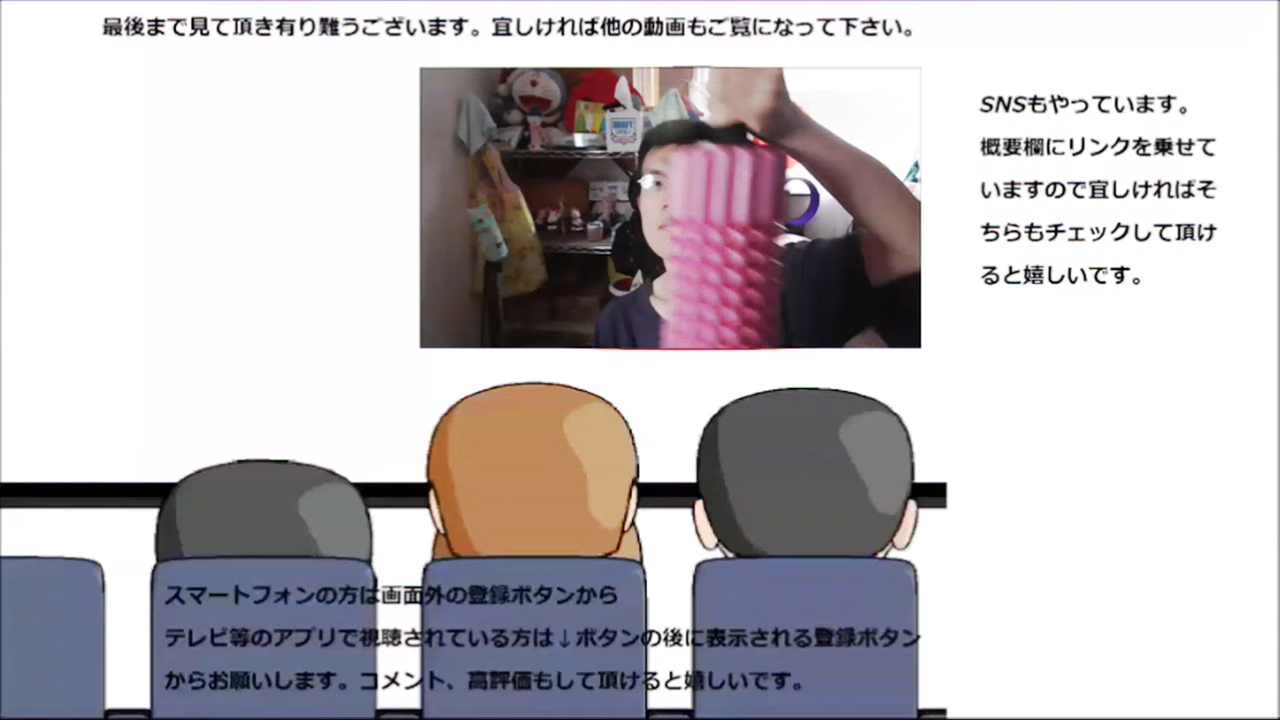 最後まで見て頂き有り難うございます。宜しければ他の動画もご覧になって下さい。
SNSもやっています。
概要欄にリンクを乗せて
いますので宜しければそ
ちらもチェックして頂け
ると嬉しいです。
スマートフォンの方は画面外の登録ボタンから
テレビ等のアプリで視聴されている方は↓ボタンの後に表示される登録ボタン
からお願いします。コメント、高評価もして頂けると嬉しいです。